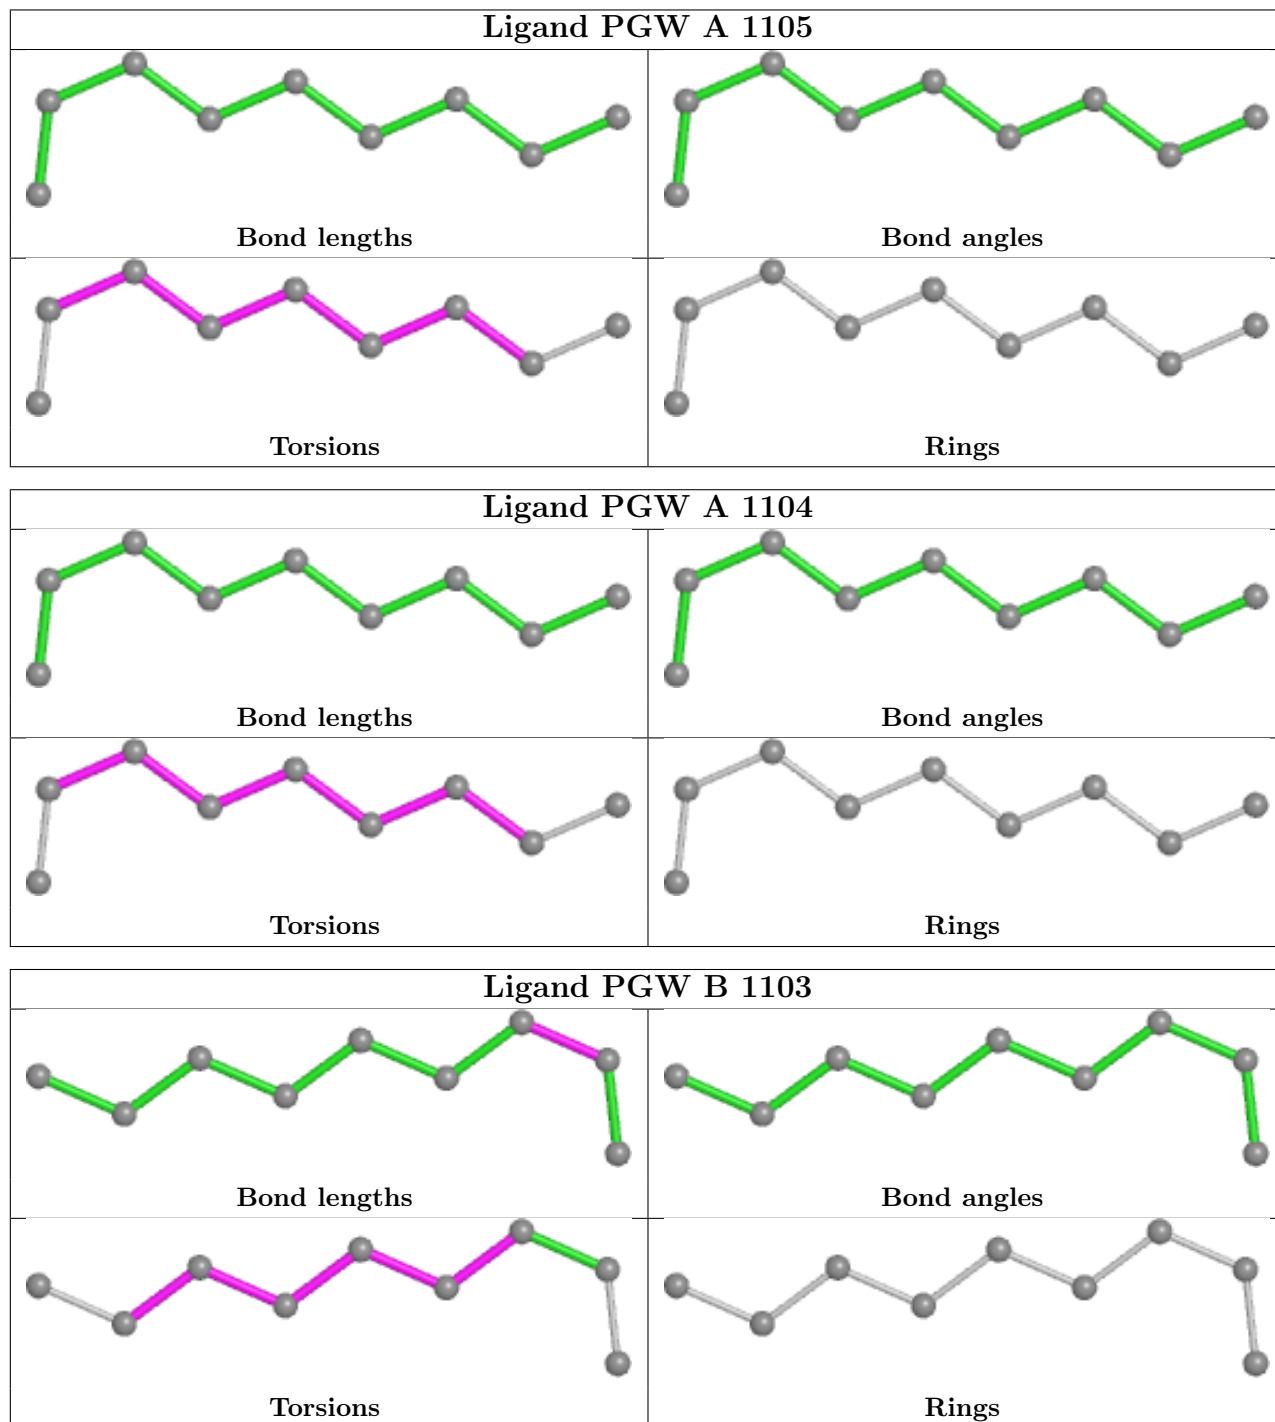 Ligand PGW A 1105
Bond lengths
Bond angles
Torsions
Rings
Ligand PGW A 1104
Bond lengths
Bond angles
Torsions
Rings
Ligand PGW B 1103
Bond lengths
Bond angles
Torsions
Rings